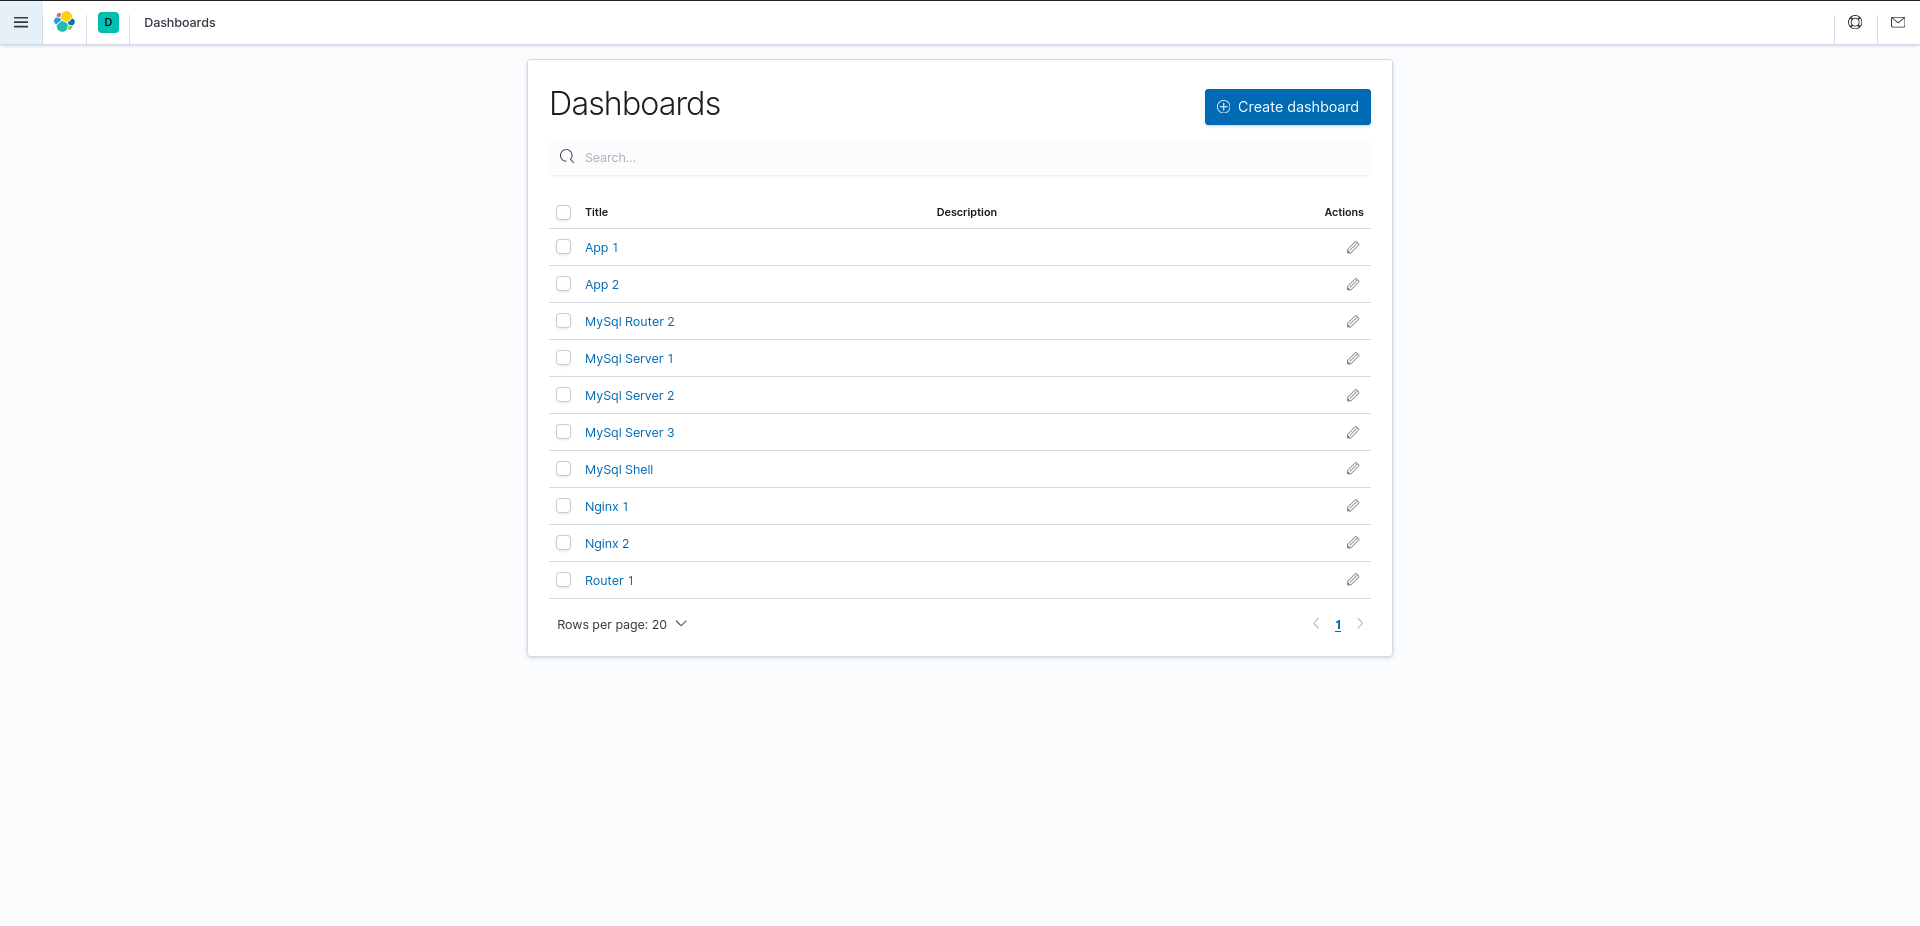 D Dashboards
Dashboards
Create dashboard
Search...
Title Description Actions
App 1
App 2
MySql Router 2
MySql Server 1
MySql Server 2
MySql Server 3
MySql Shell
Nginx 1
Nginx 2
Router 1
Rows per page: 20 1